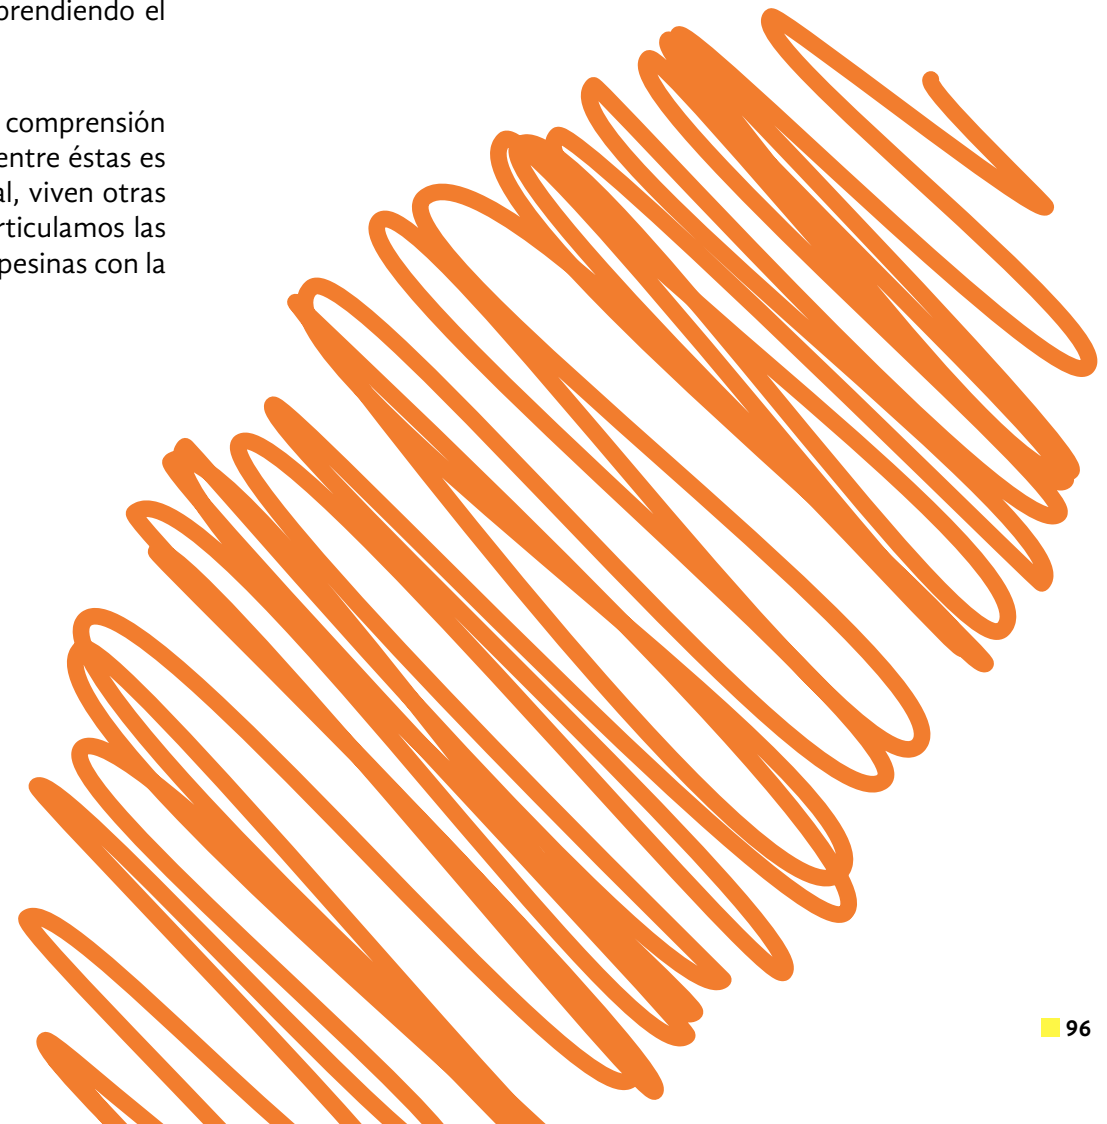 prendiendo el
comprensión
entre éstas es
al, viven otras
rticulamos las
pesinas con la
96